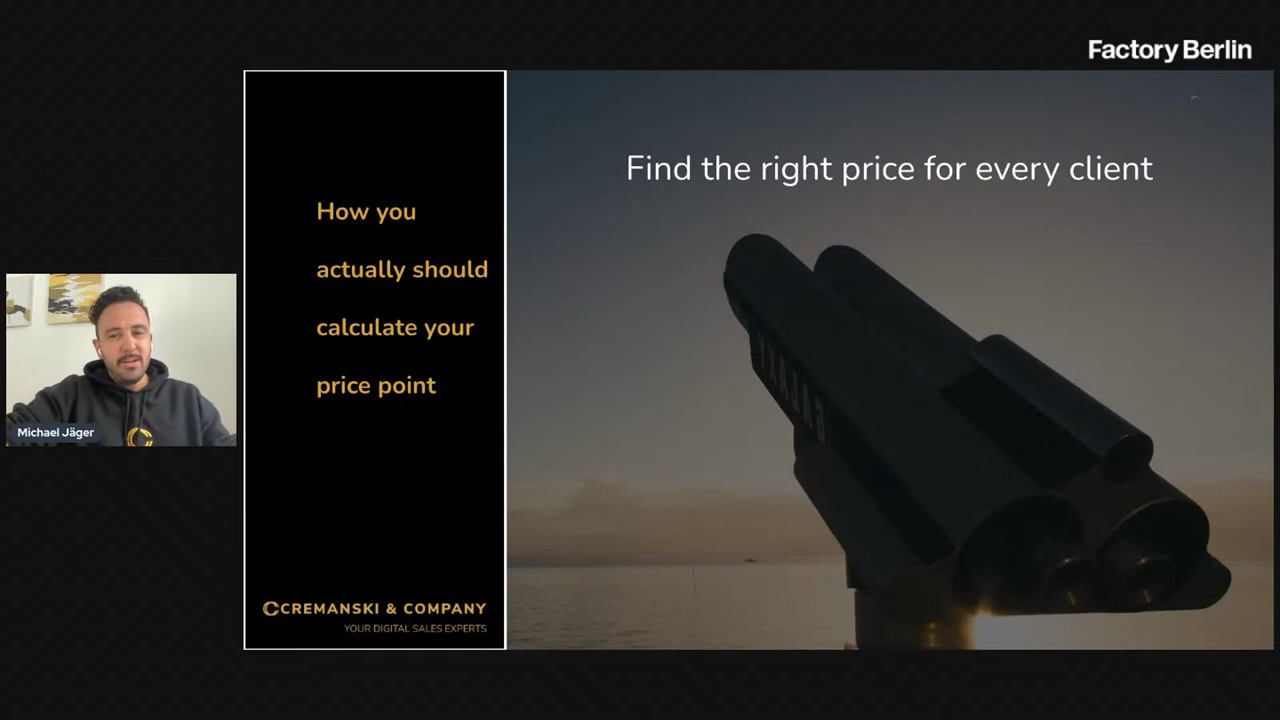 Factory Berlin
Find the right price for every client
How you
actually should
calculate your
price point
GALAXY
Michael Jäger
CREMANSKI & COMPANY
YOUR DIGITAL SALES EXPERTS